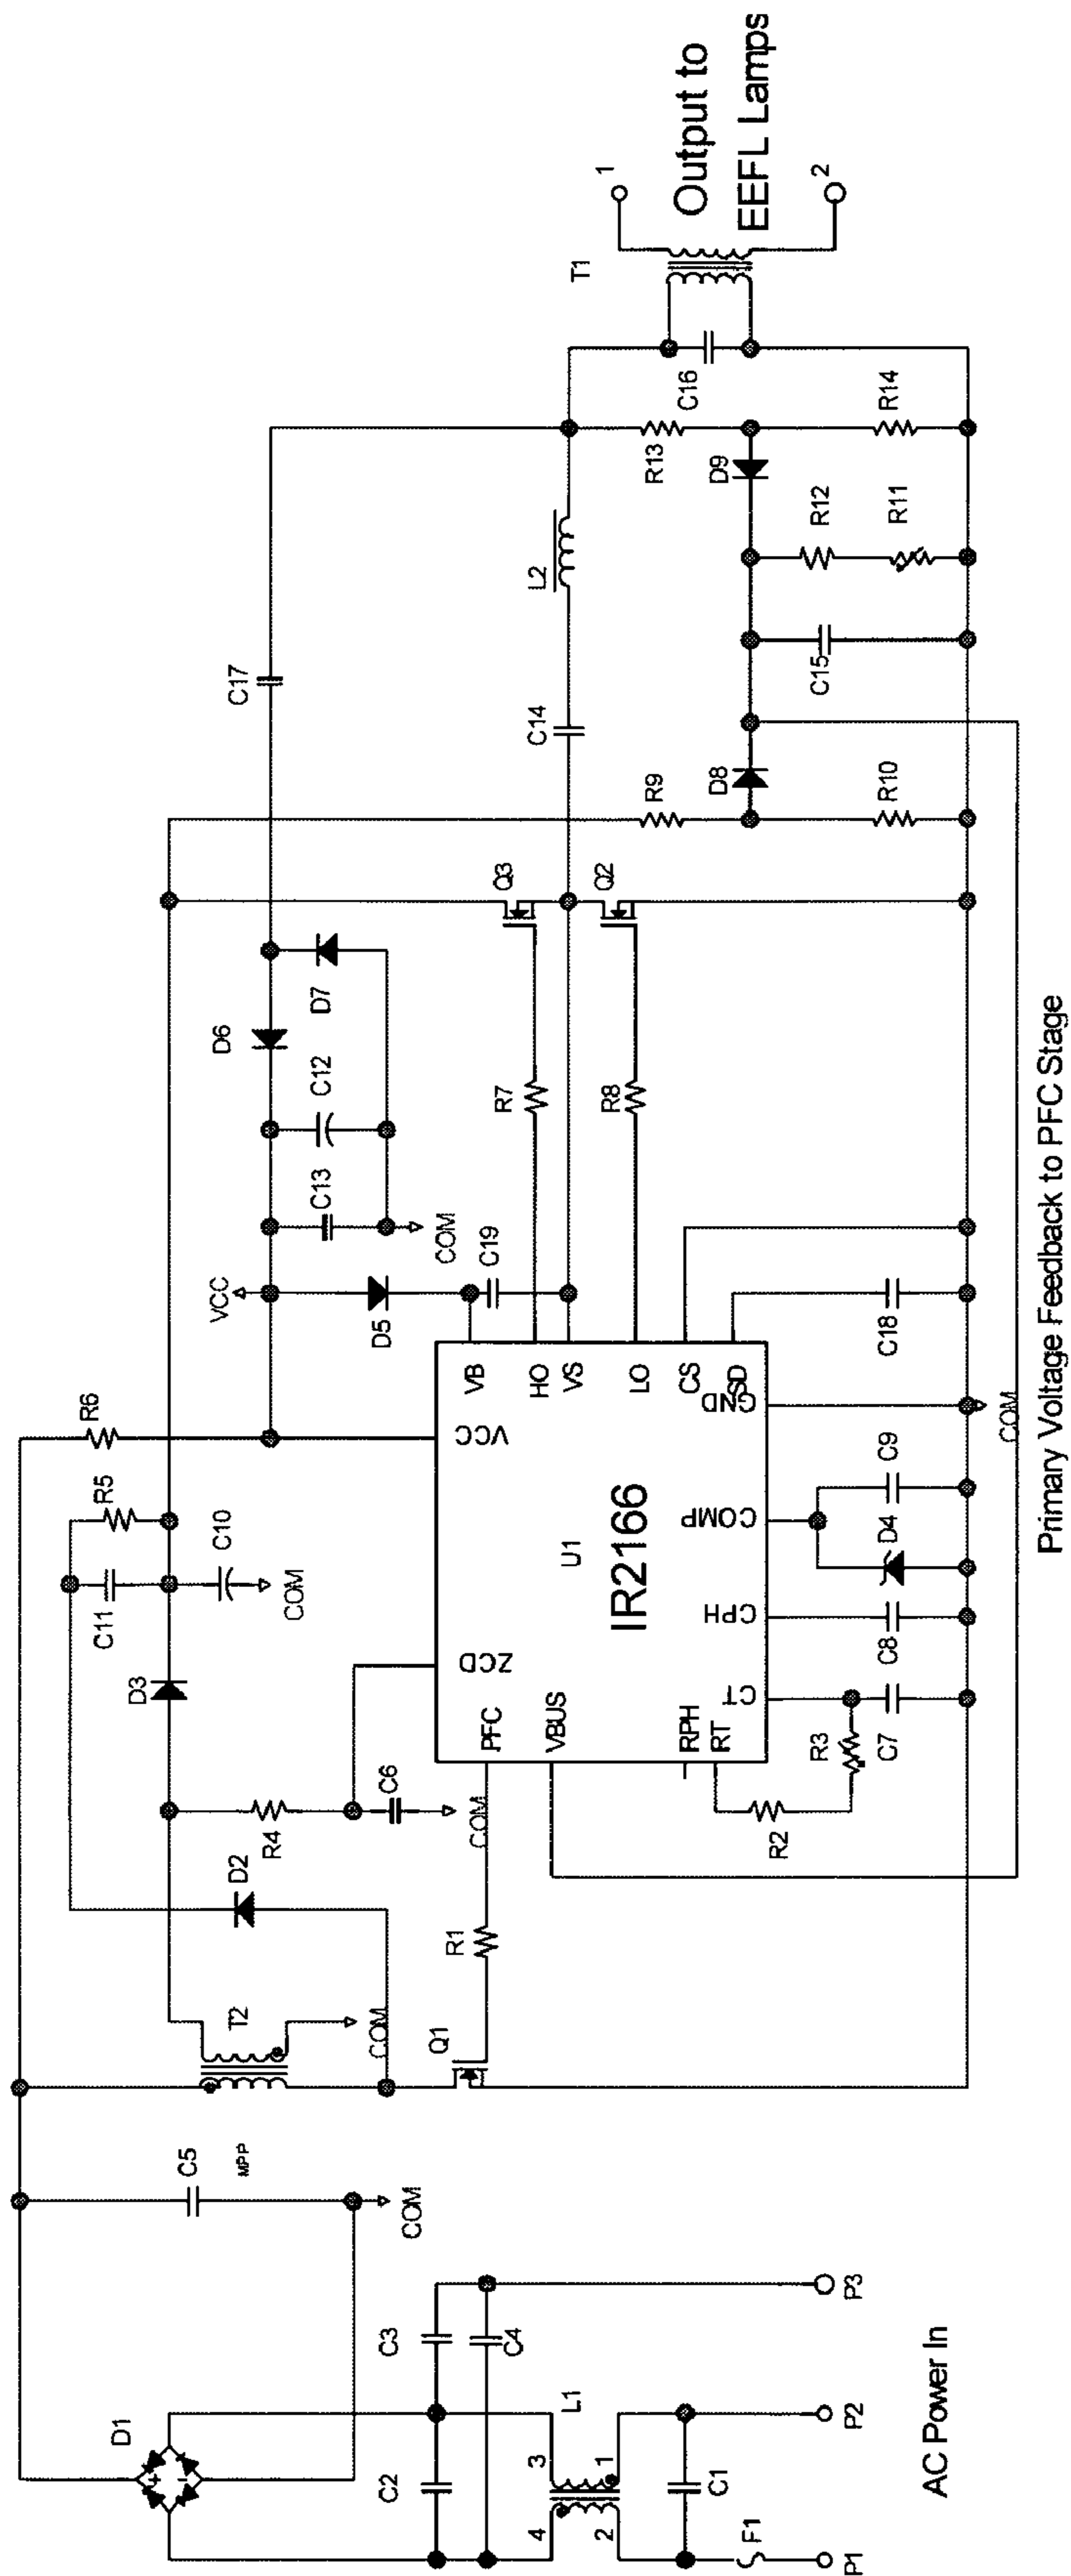 D1
C5
MPP
COM
C2
C3
C4
L1
3
1
4
2
C1
F1
P1
P2
P3
AC Power In
T2
COM
D2
R4
C6
COM
D3
C11
R5
C10
COM
R6
Q1
R1
PFC
ZCD
VCC
VBUS
U1
IR2166
RPH
RT
CT
CPH
COMP
GND
VB
HO
VS
LO
CS
SD
R2
R3
C7
C8
D4
C9
COM
C18
VCC
D5
C19
C13
COM
C12
D6
D7
C17
R7
R8
Q3
Q2
C14
L2
R9
D8
R10
C15
R12
R11
R13
D9
R14
C16
T1
1
2
Output to
EEFL Lamps
Primary Voltage Feedback to PFC Stage